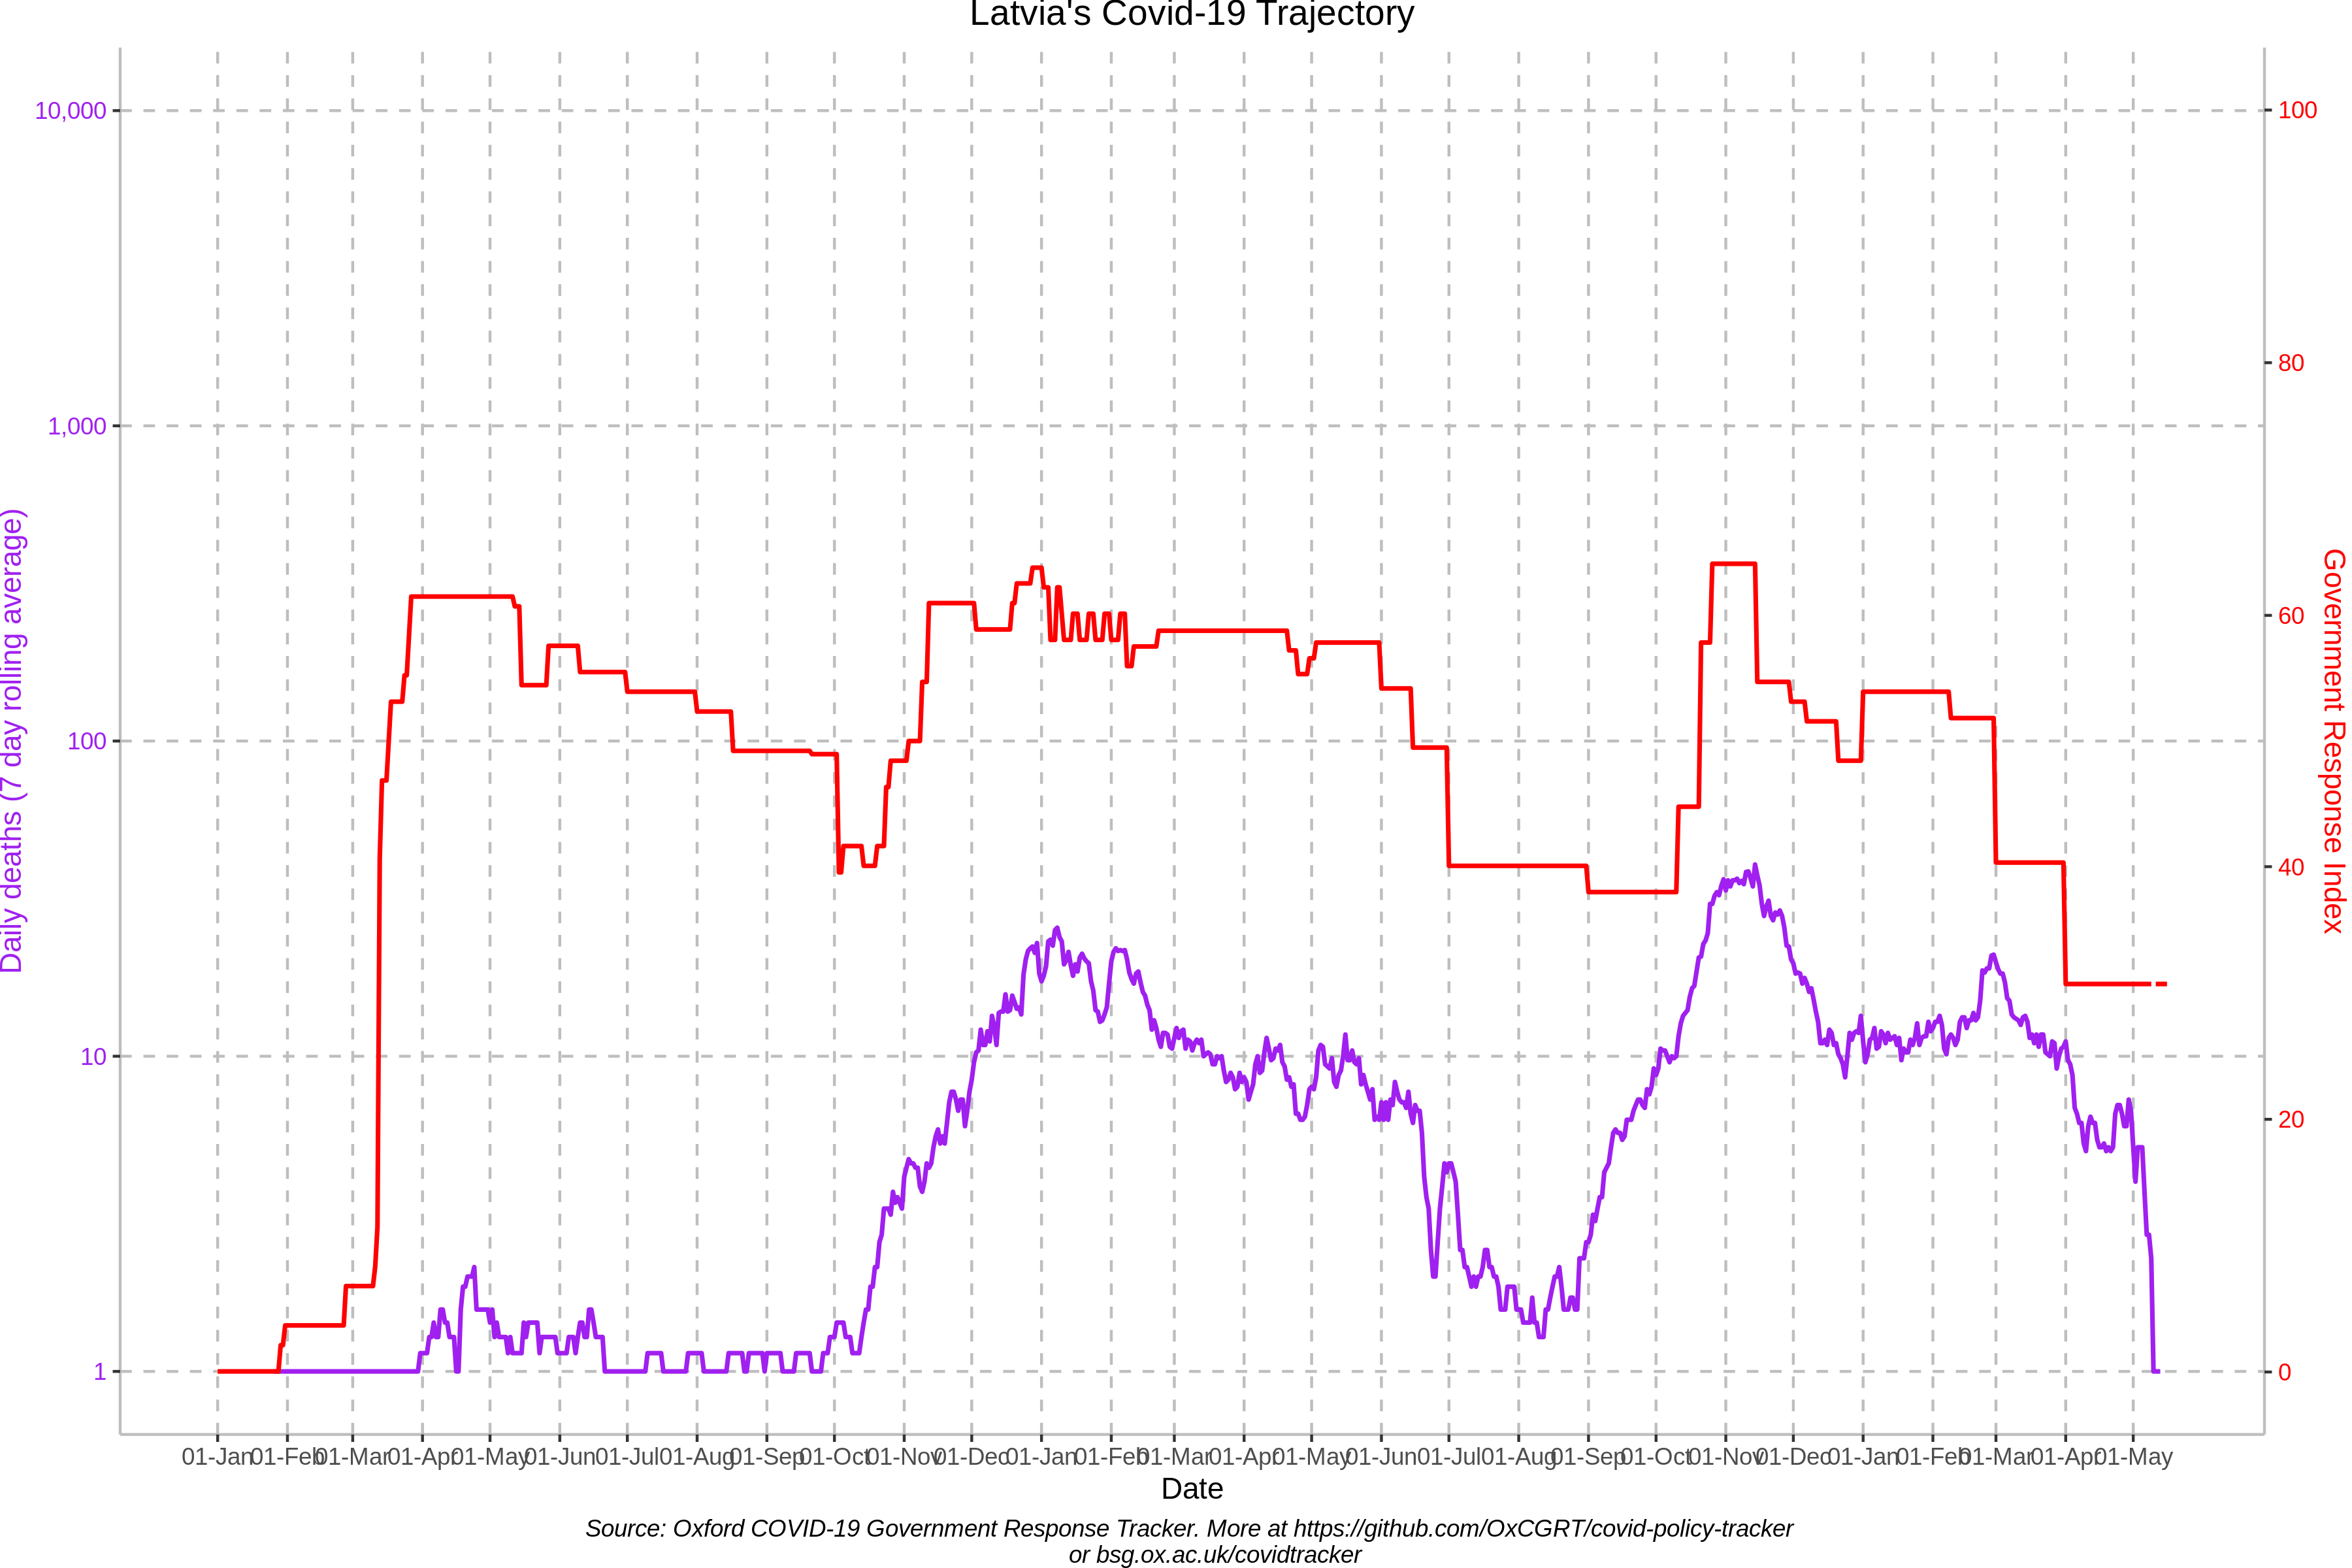 Latvia's Covid-19 Trajectory
10,000
1,000
100
10
1
Daily deaths (7 day rolling average)
100
80
60
40
20
0
Government Response Index
01-Jan 01-Feb 01-Mar 01-Apr 01-May 01-Jun 01-Jul 01-Aug 01-Sep 01-Oct 01-Nov 01-Dec 01-Jan 01-Feb 01-Mar 01-Apr 01-May 01-Jun 01-Jul 01-Aug 01-Sep 01-Oct 01-Nov 01-Dec 01-Jan 01-Feb 01-Mar 01-Apr 01-May
Date
Source: Oxford COVID-19 Government Response Tracker. More at https://github.com/OxCGRT/covid-policy-tracker
or bsg.ox.ac.uk/covidtracker